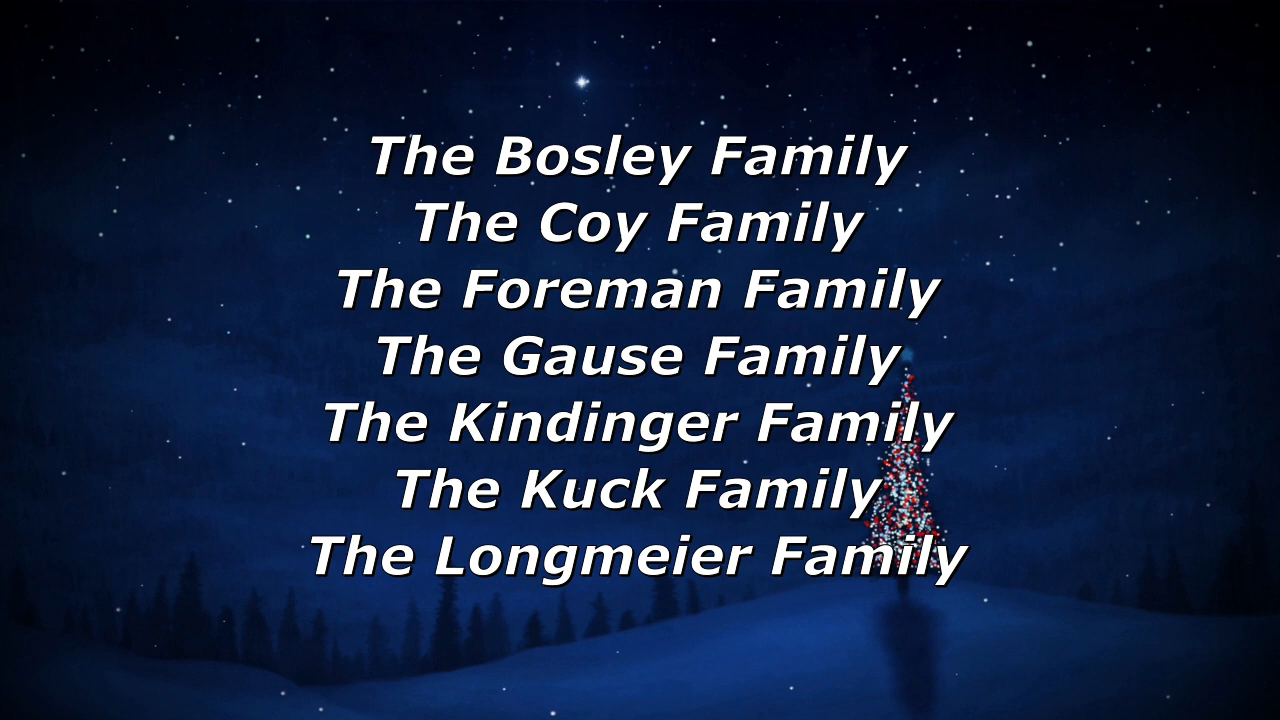 The Bosley Family
The Coy Family
The Foreman Family
The Gause Family
The Kindinger Family
The Kuck Family
The Longmeier Family